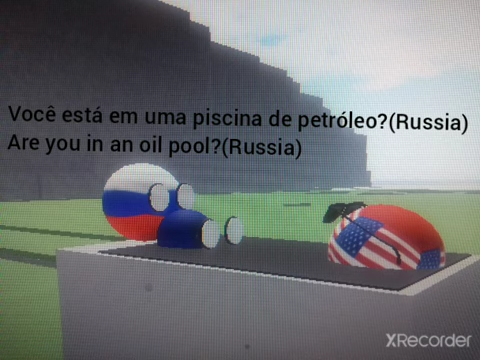 Você está em uma piscina de petróleo?(Russia)
Are you in an oil pool?(Russia)
XRecorder